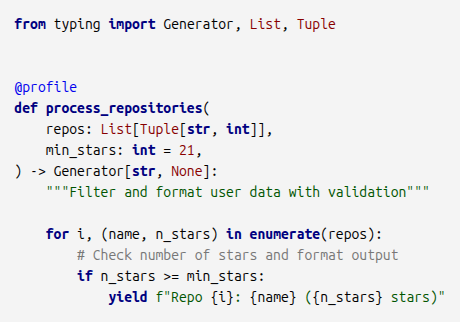 from typing import Generator, List, Tuple
@profile
def process_repositories(
    repos: List[Tuple[str, int]],
    min_stars: int = 21,
) -> Generator[str, None]:
    """Filter and format user data with validation"""
    for i, (name, n_stars) in enumerate(repos):
        # Check number of stars and format output
        if n_stars >= min_stars:
            yield f"Repo {i}: {name} ({n_stars} stars)"